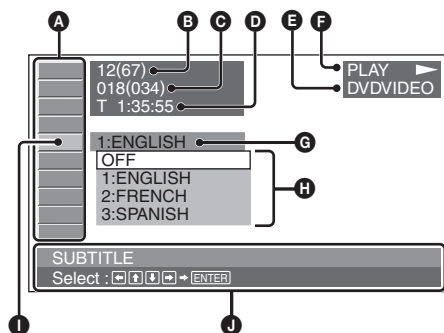 A B C D E F
12(67)
018(034)
T 1:35:55
PLAY
DVDVIDEO
1:ENGLISH G
OFF
1:ENGLISH
2:FRENCH
3:SPANISH
H
SUBTITLE
Select : ← ↑ ↓ → → ENTER
I J